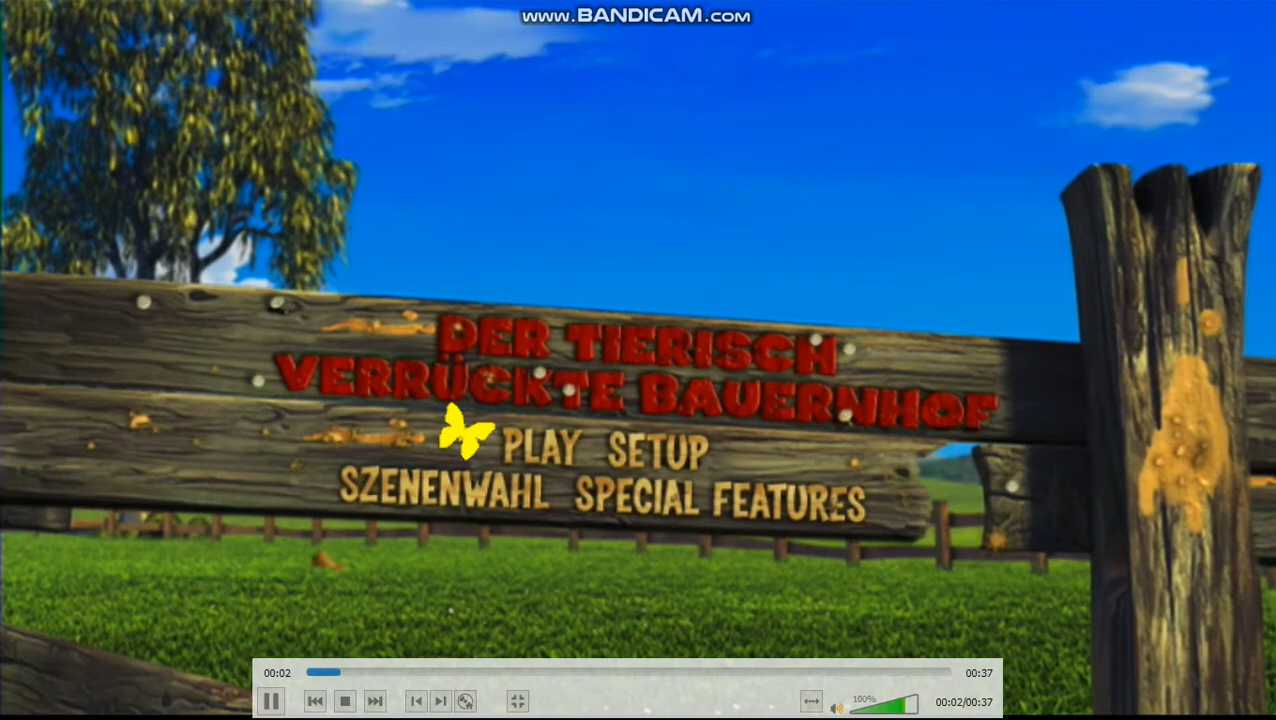 www.BANDICAM.com
DER TIERISCH
VERRÜCKTE BAUERNHOF
PLAY SETUP
SZENENWAHL SPECIAL FEATURES
00:02 00:37
100% 00:02/00:37